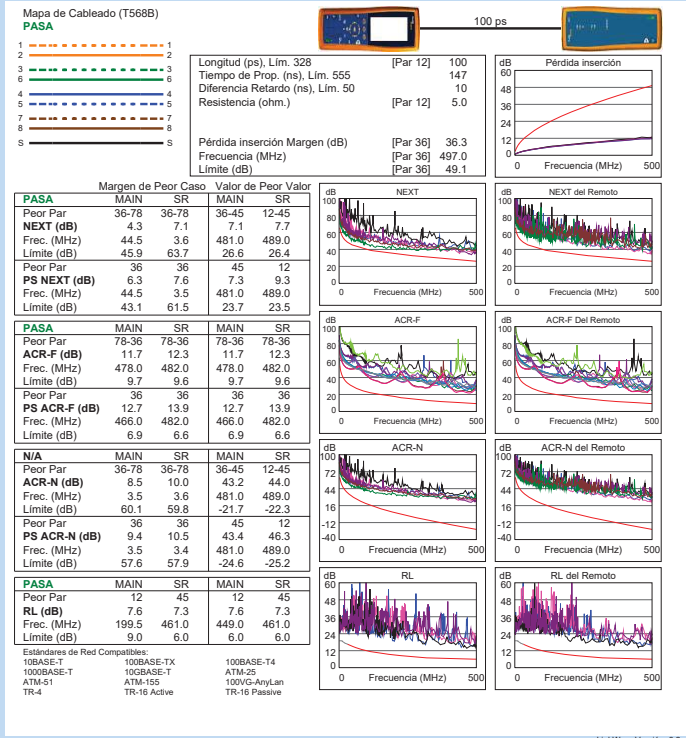 Mapa de Cableado (T568B)
PASA
1 1
2 2
3 3
6 6
4 4
5 5
7 7
8 8
S S
100 ps
Longitud (ps), Lím. 328 [Par 12] 100
Tiempo de Prop. (ns), Lím. 555 147
Diferencia Retardo (ns), Lím. 50 10
Resistencia (ohm.) [Par 12] 5.0
Pérdida inserción Margen (dB) [Par 36] 36.3
Frecuencia (MHz) [Par 36] 497.0
Límite (dB) [Par 36] 49.1
dB Pérdida inserción
60
48
36
24
12
0
0 Frecuencia (MHz) 500
Margen de Peor Caso Valor de Peor Valor
PASA MAIN SR MAIN SR
Peor Par 36-78 36-78 36-45 12-45
NEXT (dB) 4.3 7.1 7.1 7.7
Frec. (MHz) 44.5 3.6 481.0 489.0
Límite (dB) 45.9 63.7 26.6 26.4
Peor Par 36 36 45 12
PS NEXT (dB) 6.3 7.6 7.3 9.3
Frec. (MHz) 44.5 3.5 481.0 489.0
Límite (dB) 43.1 61.5 23.7 23.5
PASA MAIN SR MAIN SR
Peor Par 78-36 78-36 78-36 78-36
ACR-F (dB) 11.7 12.3 11.7 12.3
Frec. (MHz) 478.0 482.0 478.0 482.0
Límite (dB) 9.7 9.6 9.7 9.6
Peor Par 36 36 36 36
PS ACR-F (dB) 12.7 13.9 12.7 13.9
Frec. (MHz) 466.0 482.0 466.0 482.0
Límite (dB) 6.9 6.6 6.9 6.6
N/A MAIN SR MAIN SR
Peor Par 36-78 36-78 36-45 12-45
ACR-N (dB) 8.5 10.0 43.2 44.0
Frec. (MHz) 3.5 3.6 481.0 489.0
Límite (dB) 60.1 59.8 -21.7 -22.3
Peor Par 36 36 45 12
PS ACR-N (dB) 9.4 10.5 43.4 46.3
Frec. (MHz) 3.5 3.4 481.0 489.0
Límite (dB) 57.6 57.9 -24.6 -25.2
PASA MAIN SR MAIN SR
Peor Par 12 45 12 45
RL (dB) 7.6 7.3 7.6 7.3
Frec. (MHz) 199.5 461.0 449.0 461.0
Límite (dB) 9.0 6.0 6.0 6.0
Estándares de Red Compatibles:
10BASE-T 100BASE-TX 100BASE-T4
1000BASE-T 10GBASE-T ATM-25
ATM-51 ATM-155 100VG-AnyLan
TR-4 TR-16 Active TR-16 Passive
dB NEXT
100
80
60
40
20
0
0 Frecuencia (MHz) 500
dB NEXT del Remoto
100
80
60
40
20
0
0 Frecuencia (MHz) 500
dB ACR-F
100
80
60
40
20
0
0 Frecuencia (MHz) 500
dB ACR-F Del Remoto
100
80
60
40
20
0
0 Frecuencia (MHz) 500
dB ACR-N
100
72
44
16
-12
-40
0 Frecuencia (MHz) 500
dB ACR-N del Remoto
100
72
44
16
-12
-40
0 Frecuencia (MHz) 500
dB RL
60
48
36
24
12
0
0 Frecuencia (MHz) 500
dB RL del Remoto
60
48
36
24
12
0
0 Frecuencia (MHz) 500